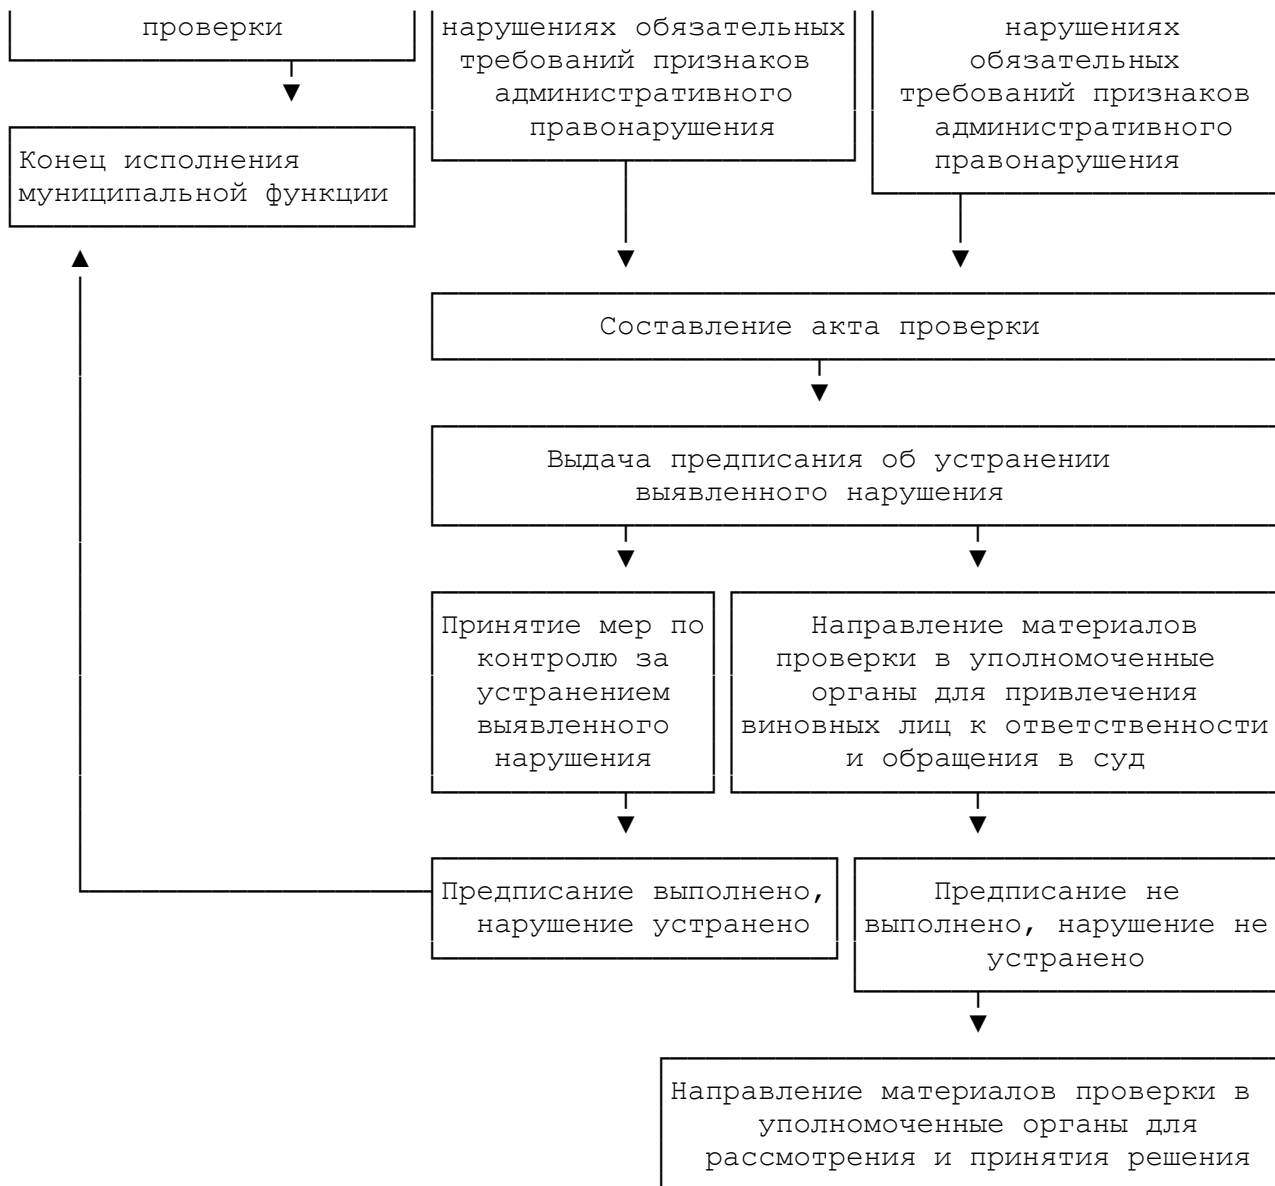 проверки
нарушениях обязательных
требований признаков
административного
правонарушения
нарушениях
обязательных
требований признаков
административного
правонарушения
Конец исполнения
муниципальной функции
Составление акта проверки
Выдача предписания об устранении
выявленного нарушения
Принятие мер по
контролю за
устранением
выявленного
нарушения
Направление материалов
проверки в уполномоченные
органы для привлечения
виновных лиц к ответственности
и обращения в суд
Предписание выполнено,
нарушение устранено
Предписание не
выполнено, нарушение не
устранено
Направление материалов проверки в
уполномоченные органы для
рассмотрения и принятия решения